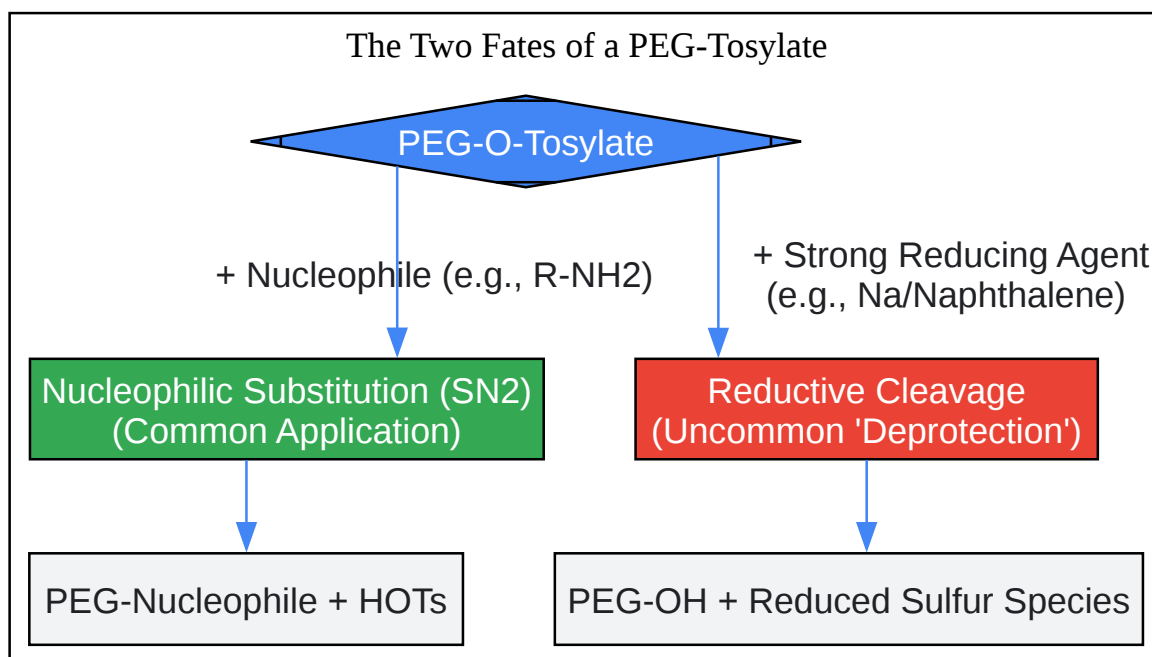 The Two Fates of a PEG-Tosylate
PEG-O-Tosylate
+ Nucleophile (e.g., R-NH2)
+ Strong Reducing Agent
(e.g., Na/Naphthalene)
Nucleophilic Substitution (SN2)
(Common Application)
Reductive Cleavage
(Uncommon 'Deprotection')
PEG-Nucleophile + HOTs
PEG-OH + Reduced Sulfur Species